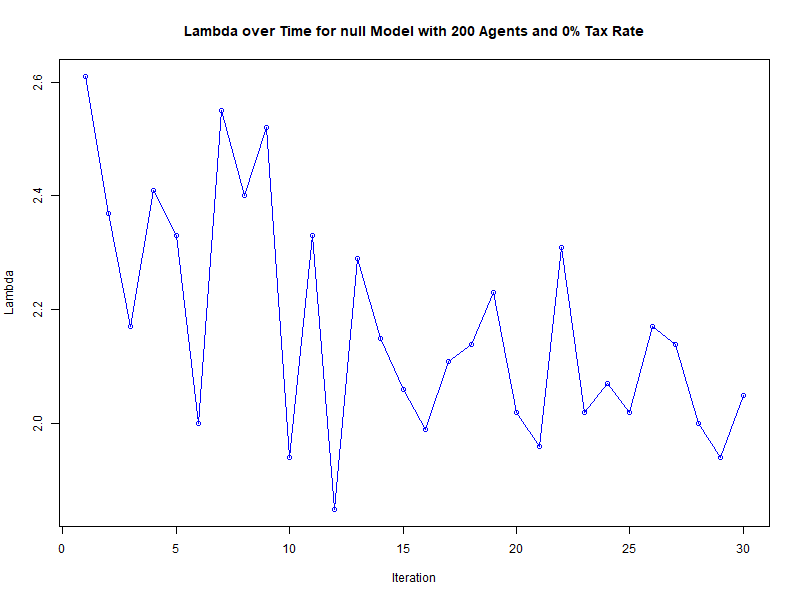 Lambda over Time for null Model with 200 Agents and 0% Tax Rate
2.6
2.4
2.2
2.0
Lambda
0 5 10 15 20 25 30
Iteration